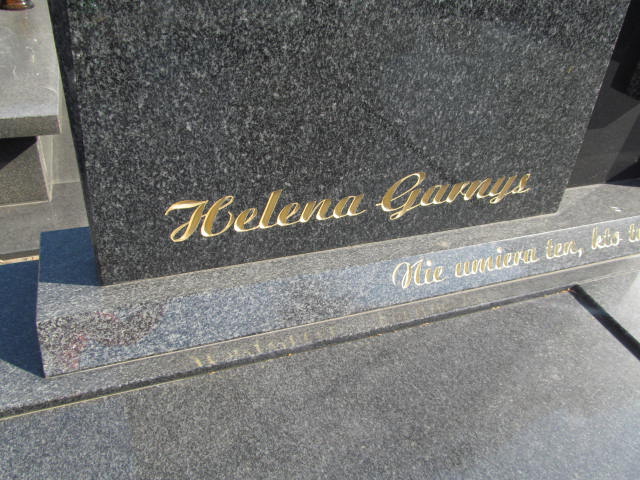 Helena Garnys
Nie umiera ten, kto